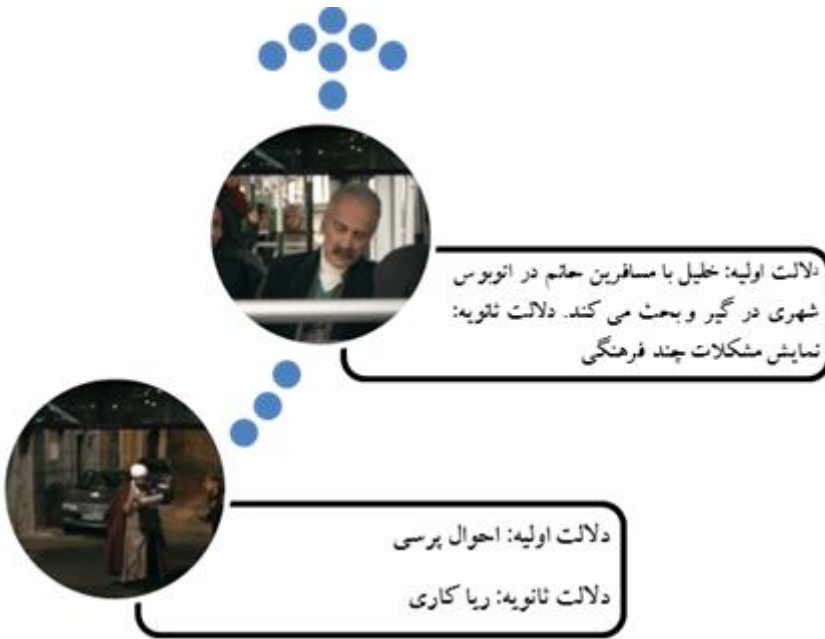 دلالت اولیه: خلیل با مسافرین خانم در اتوبوس
شهری در گیر و بحث می کند. دلالت ثانویه:
نمایش مشکلات چند فرهنگی
دلالت اولیه: احوال پرسی
دلالت ثانویه: ریا کاری